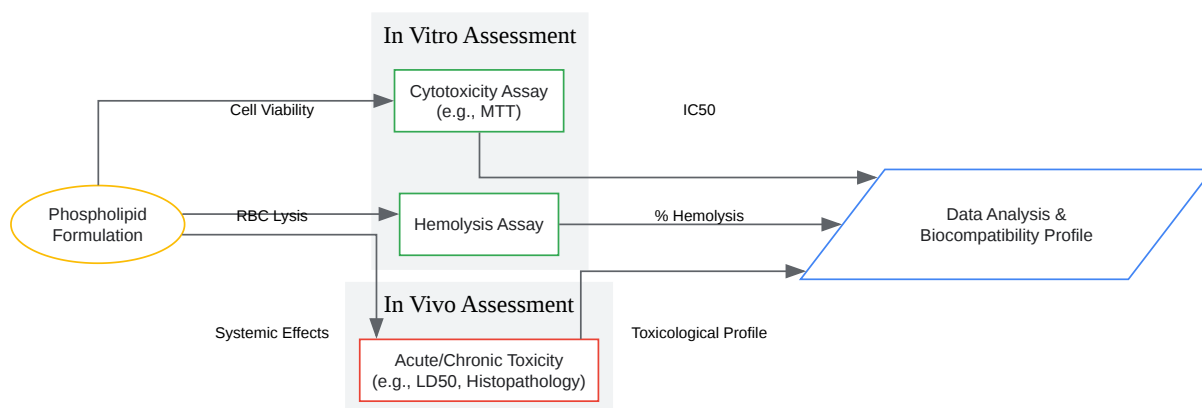 In Vitro Assessment
Cytotoxicity Assay
(e.g., MTT)
Cell Viability
IC50
Phospholipid
Formulation
RBC Lysis
Hemolysis Assay
% Hemolysis
Data Analysis &
Biocompatibility Profile
In Vivo Assessment
Systemic Effects
Toxicological Profile
Acute/Chronic Toxicity
(e.g., LD50, Histopathology)